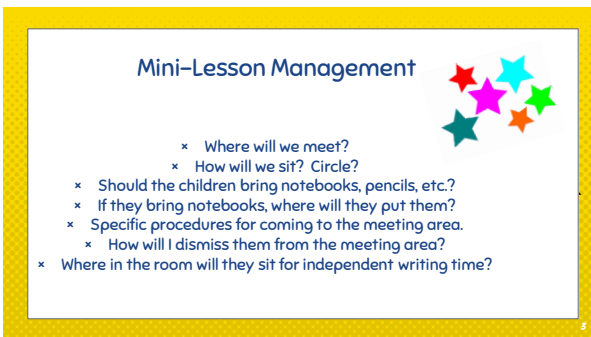 Mini-Lesson Management
× Where will we meet?
× How will we sit? Circle?
× Should the children bring notebooks, pencils, etc.?
× If they bring notebooks, where will they put them?
× Specific procedures for coming to the meeting area.
× How will I dismiss them from the meeting area?
× Where in the room will they sit for independent writing time?
3